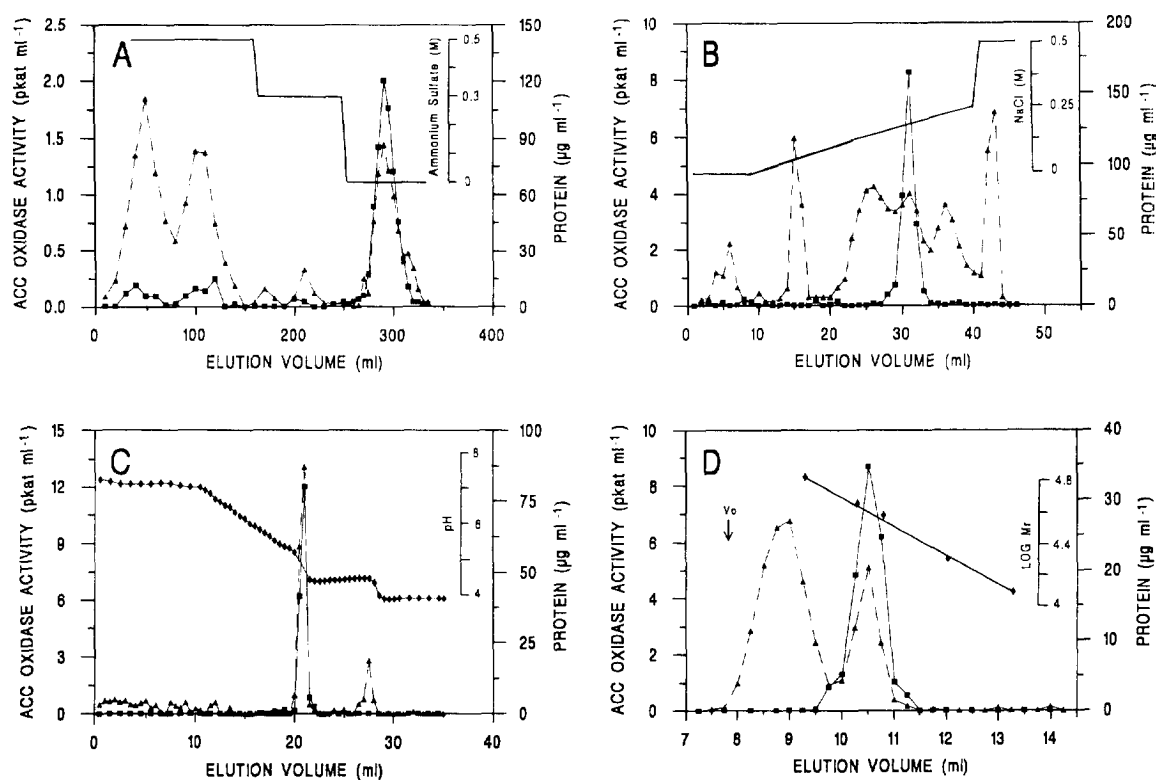 A
ACC OXIDASE ACTIVITY (pkat ml⁻¹)
2.5
2.0
1.5
1.0
0.5
0.0
0 100 200 300 400
ELUTION VOLUME (ml)
Ammonium Sulfate (M)
0.5
0.3
0
150
120
90
60
30
0
PROTEIN (µg ml⁻¹)
B
ACC OXIDASE ACTIVITY (pkat ml⁻¹)
10
8
6
4
2
0
0 10 20 30 40 50
ELUTION VOLUME (ml)
NaCl (M)
0.5
0.25
0
200
150
100
50
0
PROTEIN (µg ml⁻¹)
C
ACC OXIDASE ACTIVITY (pkat ml⁻¹)
15
12
9
6
3
0
0 10 20 30 40
ELUTION VOLUME (ml)
pH
8
6
4
100
75
50
25
0
PROTEIN (µg ml⁻¹)
D
Vo
ACC OXIDASE ACTIVITY (pkat ml⁻¹)
10
8
6
4
2
0
7 8 9 10 11 12 13 14
ELUTION VOLUME (ml)
LOG Mr
4.8
4.4
4
40
30
20
10
0
PROTEIN (µg ml⁻¹)